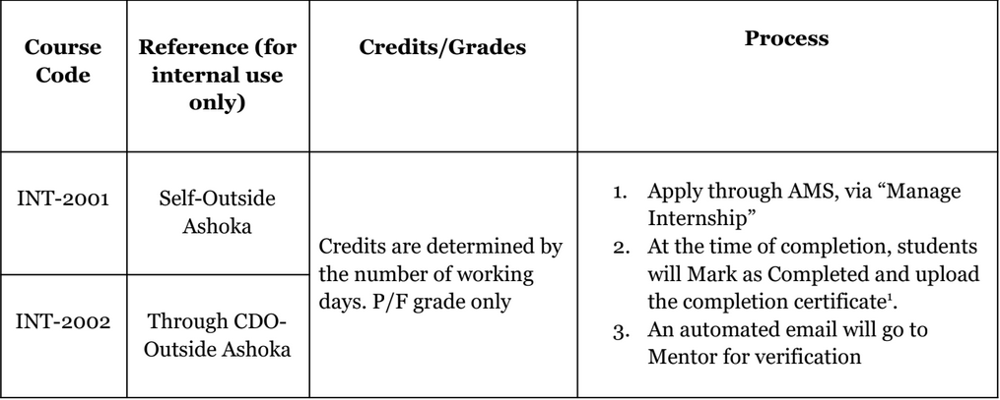 Course
Code
Reference (for
internal use
only)
Credits/Grades
Process
INT-2001
Self-Outside
Ashoka
INT-2002
Through CDO-
Outside Ashoka
Credits are determined by
the number of working
days. P/F grade only
1. Apply through AMS, via “Manage
Internship”
2. At the time of completion, students
will Mark as Completed and upload
the completion certificate¹.
3. An automated email will go to
Mentor for verification